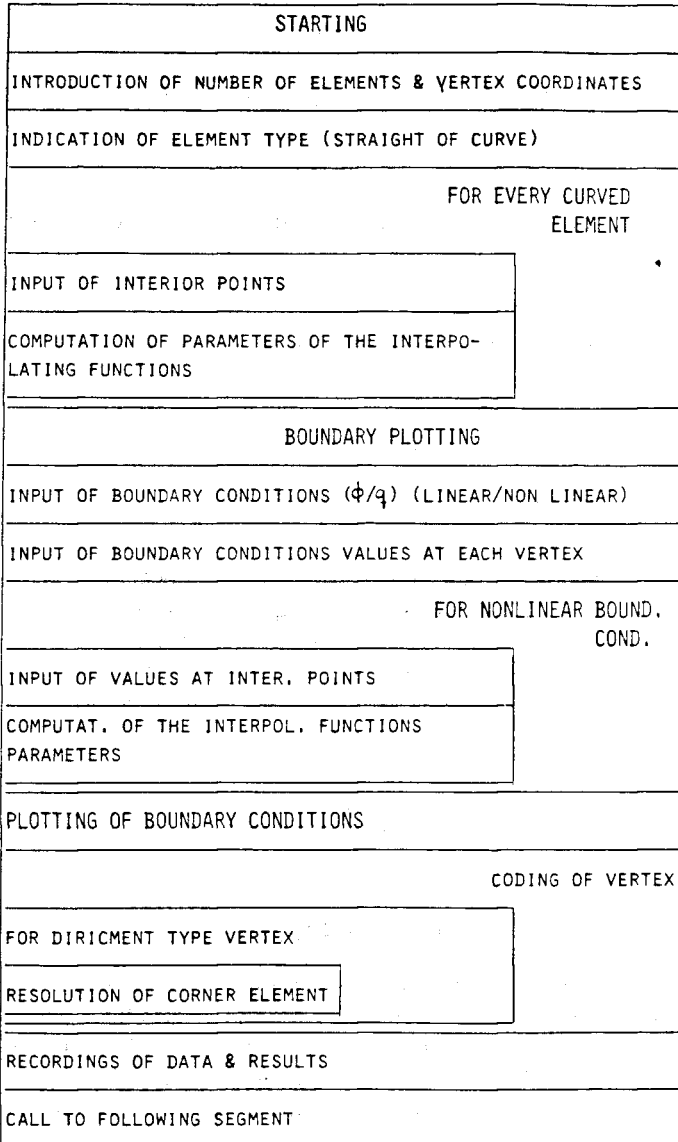 STARTING
INTRODUCTION OF NUMBER OF ELEMENTS & VERTEX COORDINATES
INDICATION OF ELEMENT TYPE (STRAIGHT OF CURVE)
FOR EVERY CURVED
ELEMENT
INPUT OF INTERIOR POINTS
COMPUTATION OF PARAMETERS OF THE INTERPO-
LATING FUNCTIONS
BOUNDARY PLOTTING
INPUT OF BOUNDARY CONDITIONS (ϕ/q) (LINEAR/NON LINEAR)
INPUT OF BOUNDARY CONDITIONS VALUES AT EACH VERTEX
FOR NONLINEAR BOUND.
COND.
INPUT OF VALUES AT INTER. POINTS
COMPUTAT. OF THE INTERPOL. FUNCTIONS
PARAMETERS
PLOTTING OF BOUNDARY CONDITIONS
CODING OF VERTEX
FOR DIRICMENT TYPE VERTEX
RESOLUTION OF CORNER ELEMENT
RECORDINGS OF DATA & RESULTS
CALL TO FOLLOWING SEGMENT